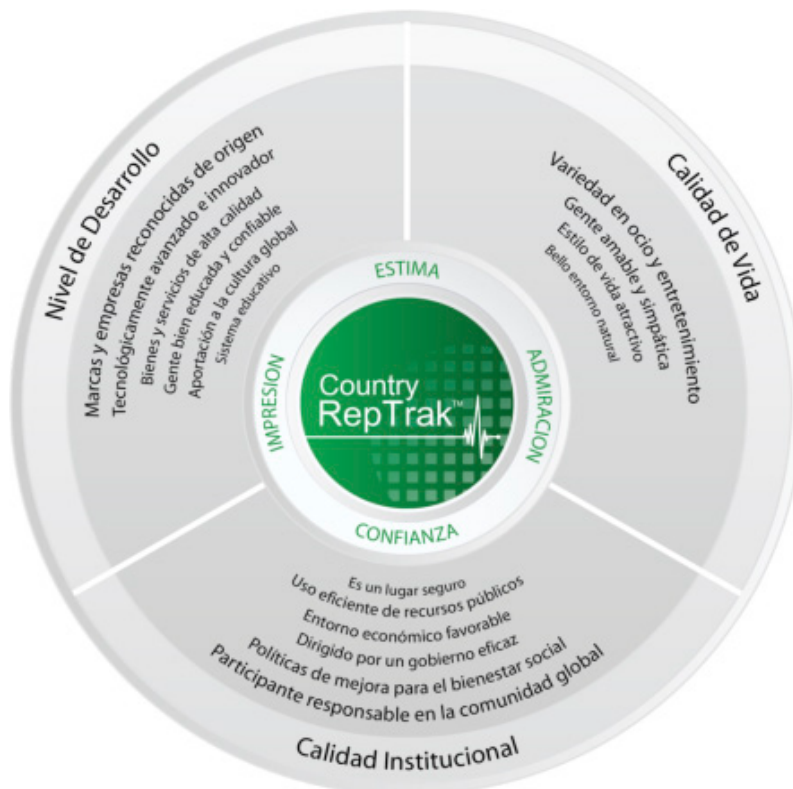 Nivel de Desarrollo
Marcas y empresas reconocidas de origen
Tecnológicamente avanzado e innovador
Bienes y servicios de alta calidad
Gente bien educada y confiable
Aportación a la cultura global
Sistema educativo
Calidad de Vida
Variedad en ocio y entretenimiento
Gente amable y simpática
Estilo de vida atractivo
Bello entorno natural
ESTIMA
IMPRESION
ADMIRACION
CONFIANZA
Country
RepTrak™
Es un lugar seguro
Uso eficiente de recursos públicos
Entorno económico favorable
Dirigido por un gobierno eficaz
Políticas de mejora para el bienestar social
Participante responsable en la comunidad global
Calidad Institucional